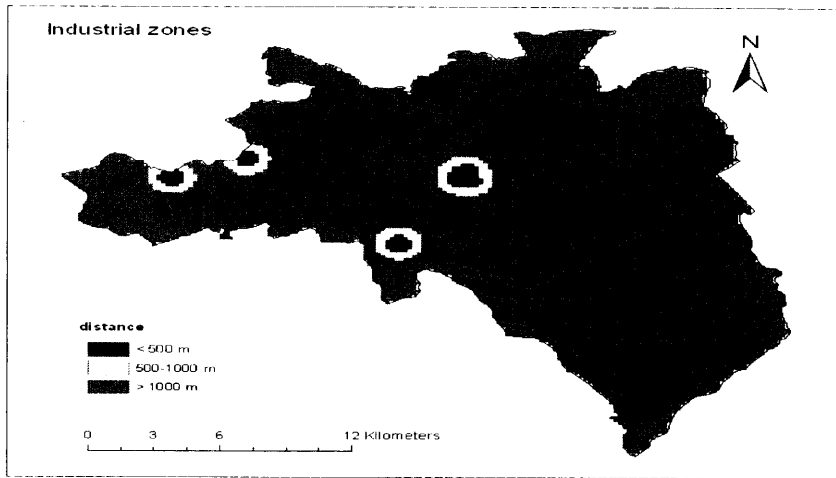 Industrial zones
N
distance
< 500 m
500-1000 m
> 1000 m
0 3 6 12 Kilometers